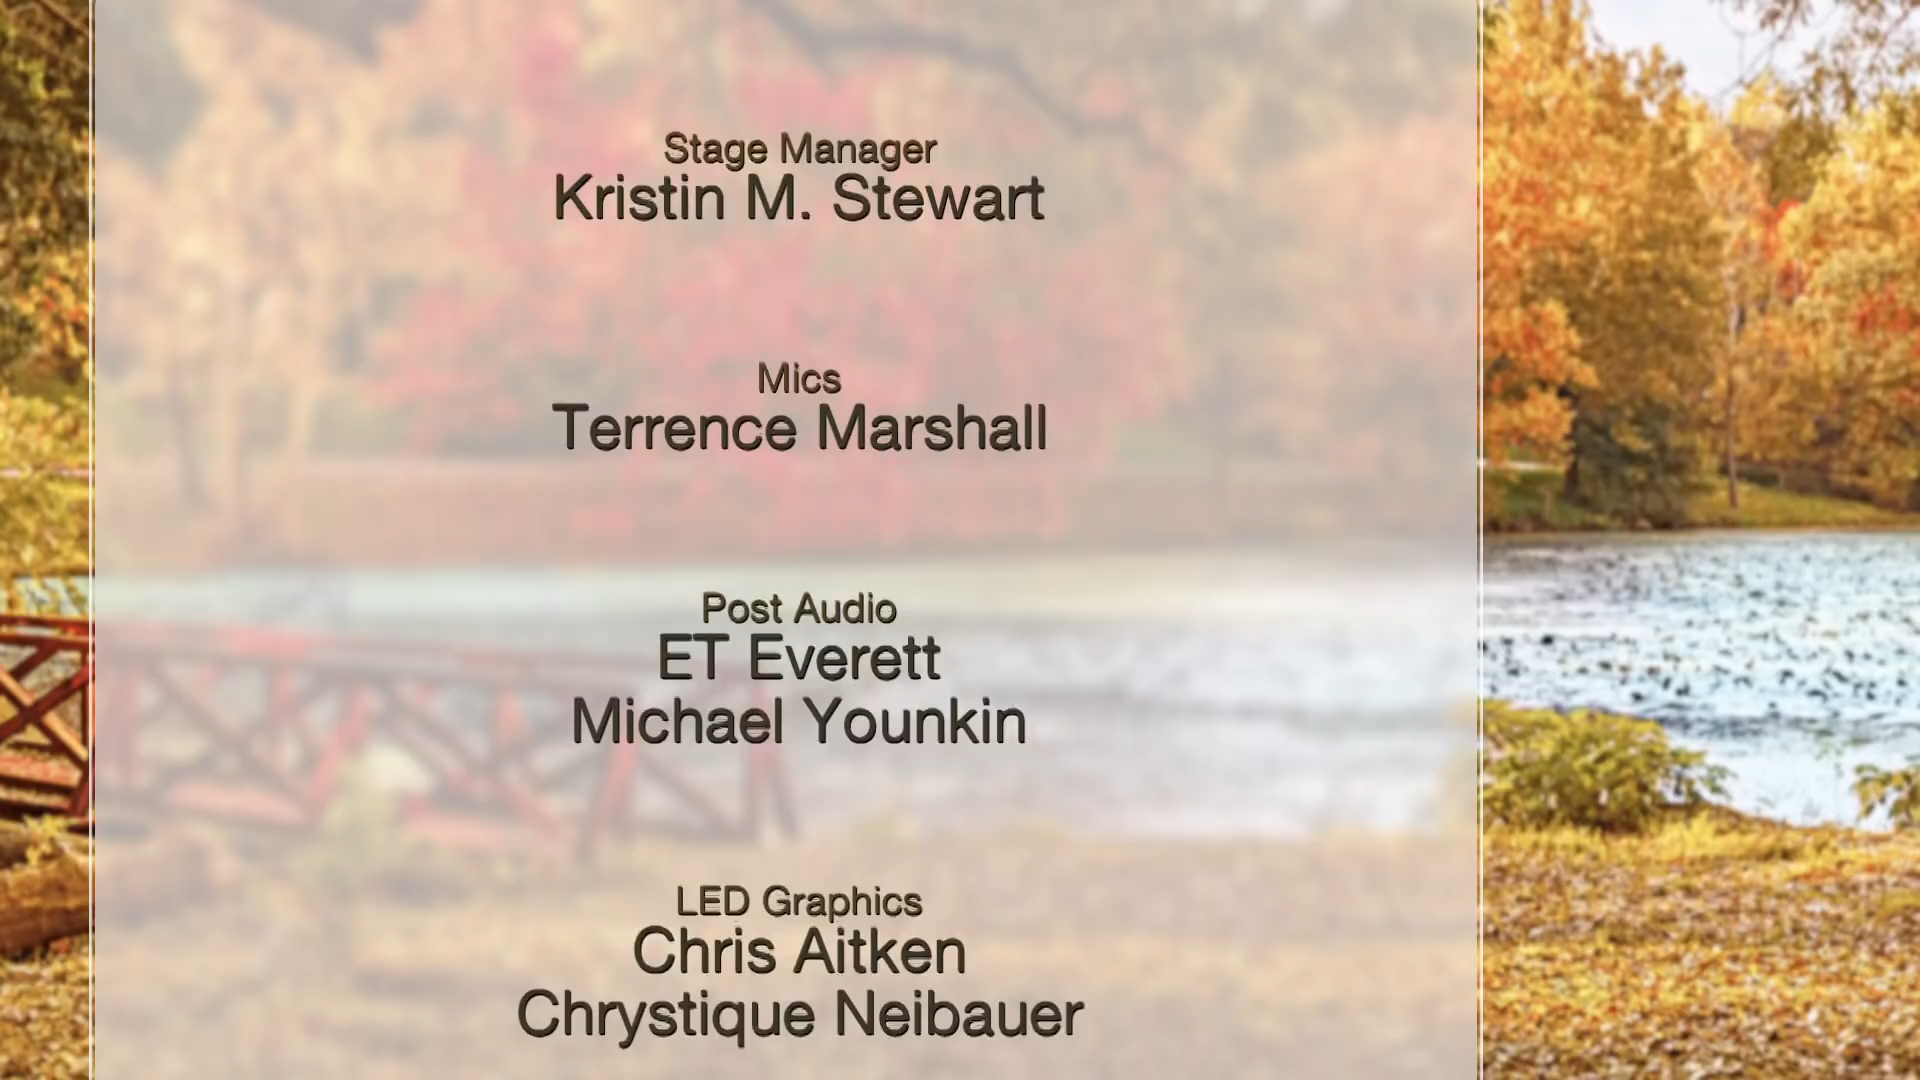 Stage Manager
Kristin M. Stewart
Mics
Terrence Marshall
Post Audio
ET Everett
Michael Younkin
LED Graphics
Chris Aitken
Chrystique Neibauer